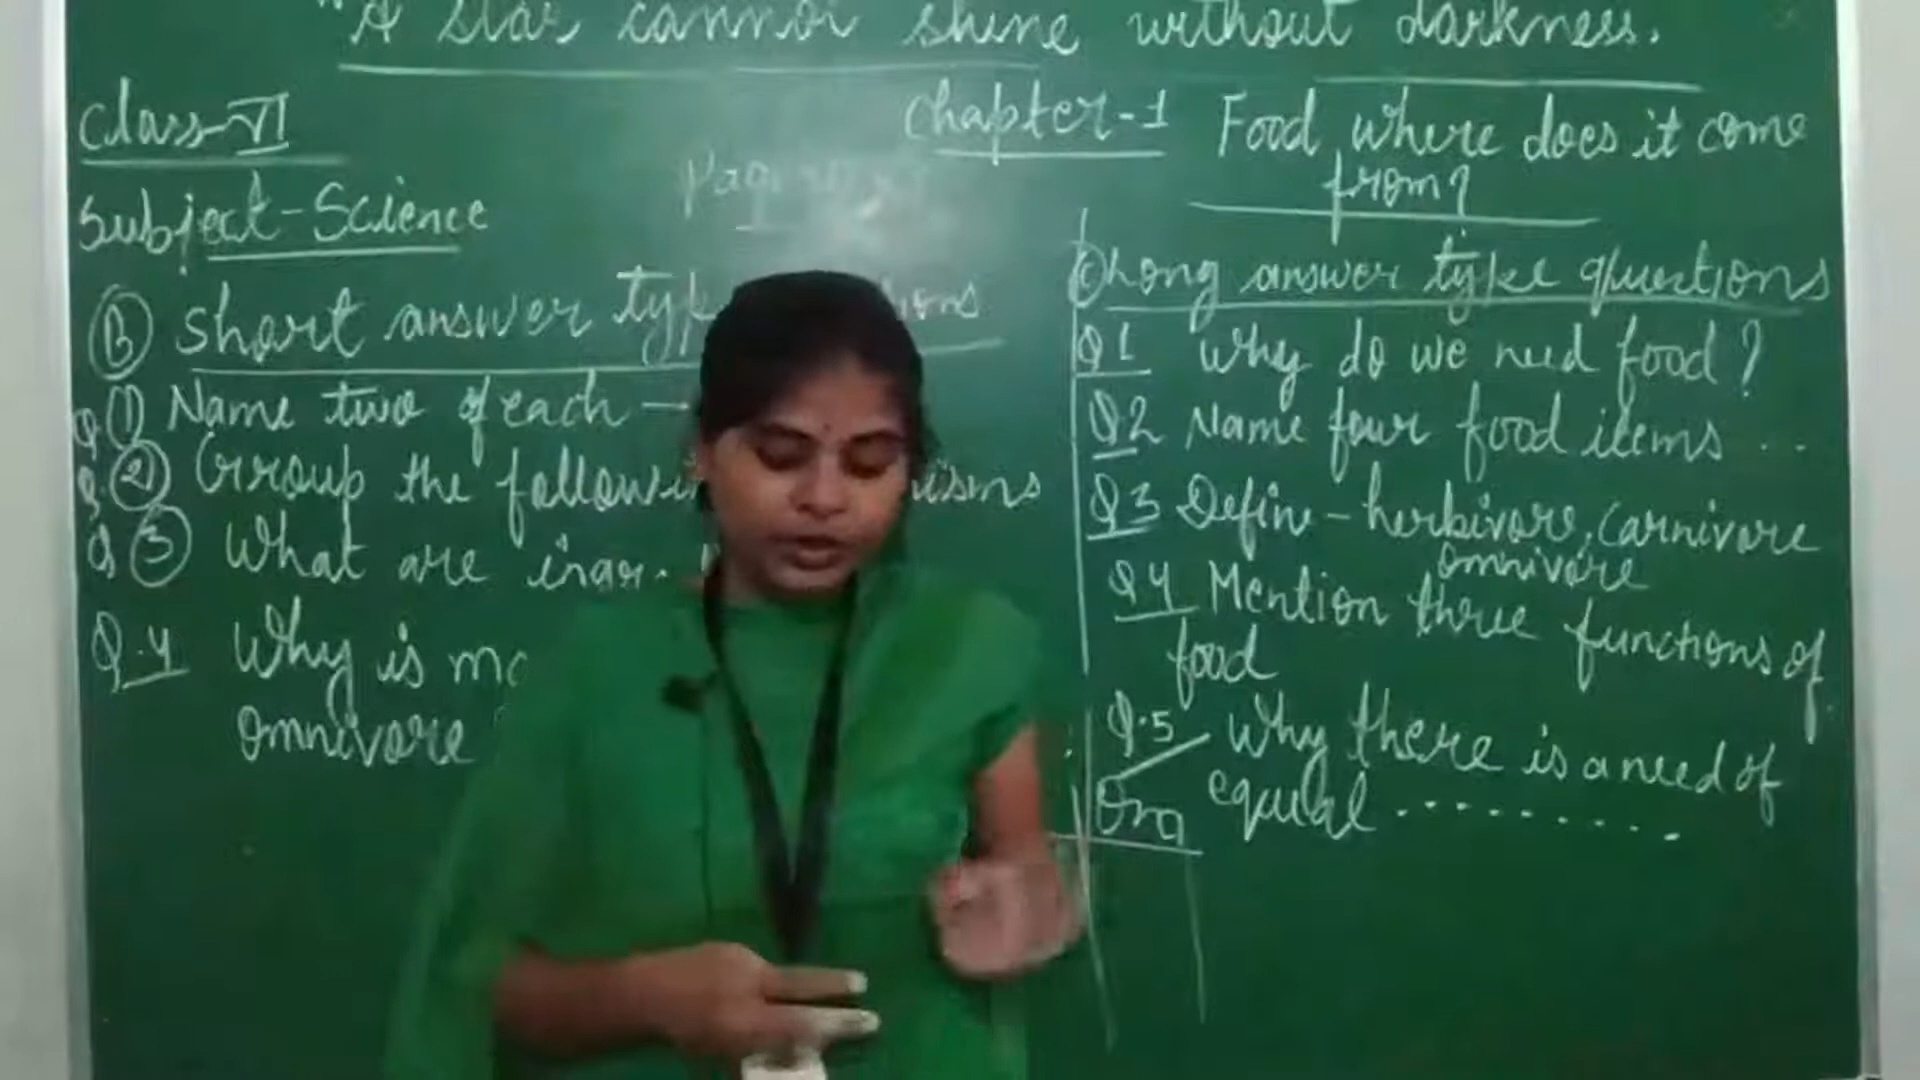 "A star cannot shine without darkness.
Class-VI
Chapter-1 Food, where does it come
from?
Subject-Science
(B) Short answer
Q.(1) Name two of each -
Q.(2) Group the
Q(3) What are
Q.4 Why is
omnivore
(C) Long answer type questions
Q1 Why do we need food?
Q2 Name four food items ...
Q3 Define - herbivore, carnivore
omnivore
Q4 Mention three functions of
food
Q.5 Why there is a need of
equal ..........